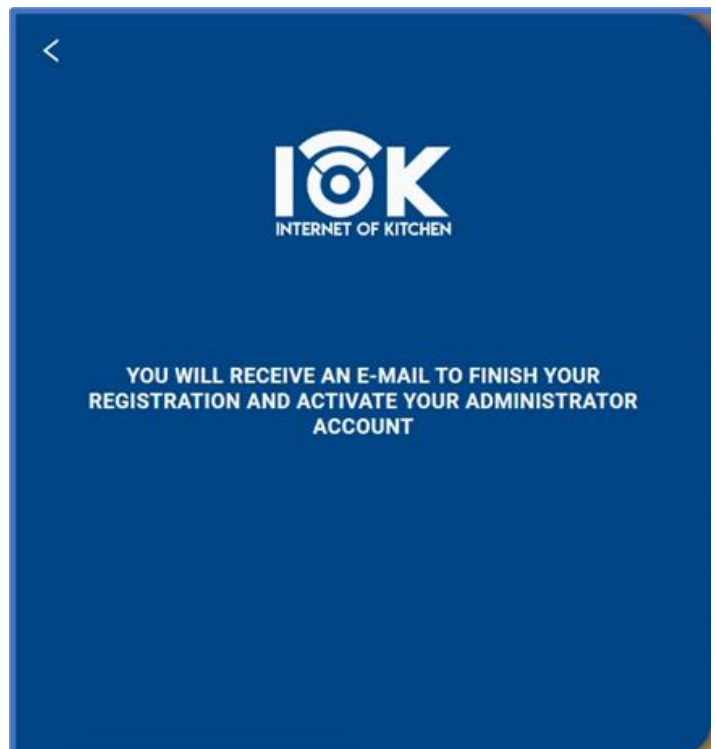 IOK
INTERNET OF KITCHEN
YOU WILL RECEIVE AN E-MAIL TO FINISH YOUR
REGISTRATION AND ACTIVATE YOUR ADMINISTRATOR
ACCOUNT